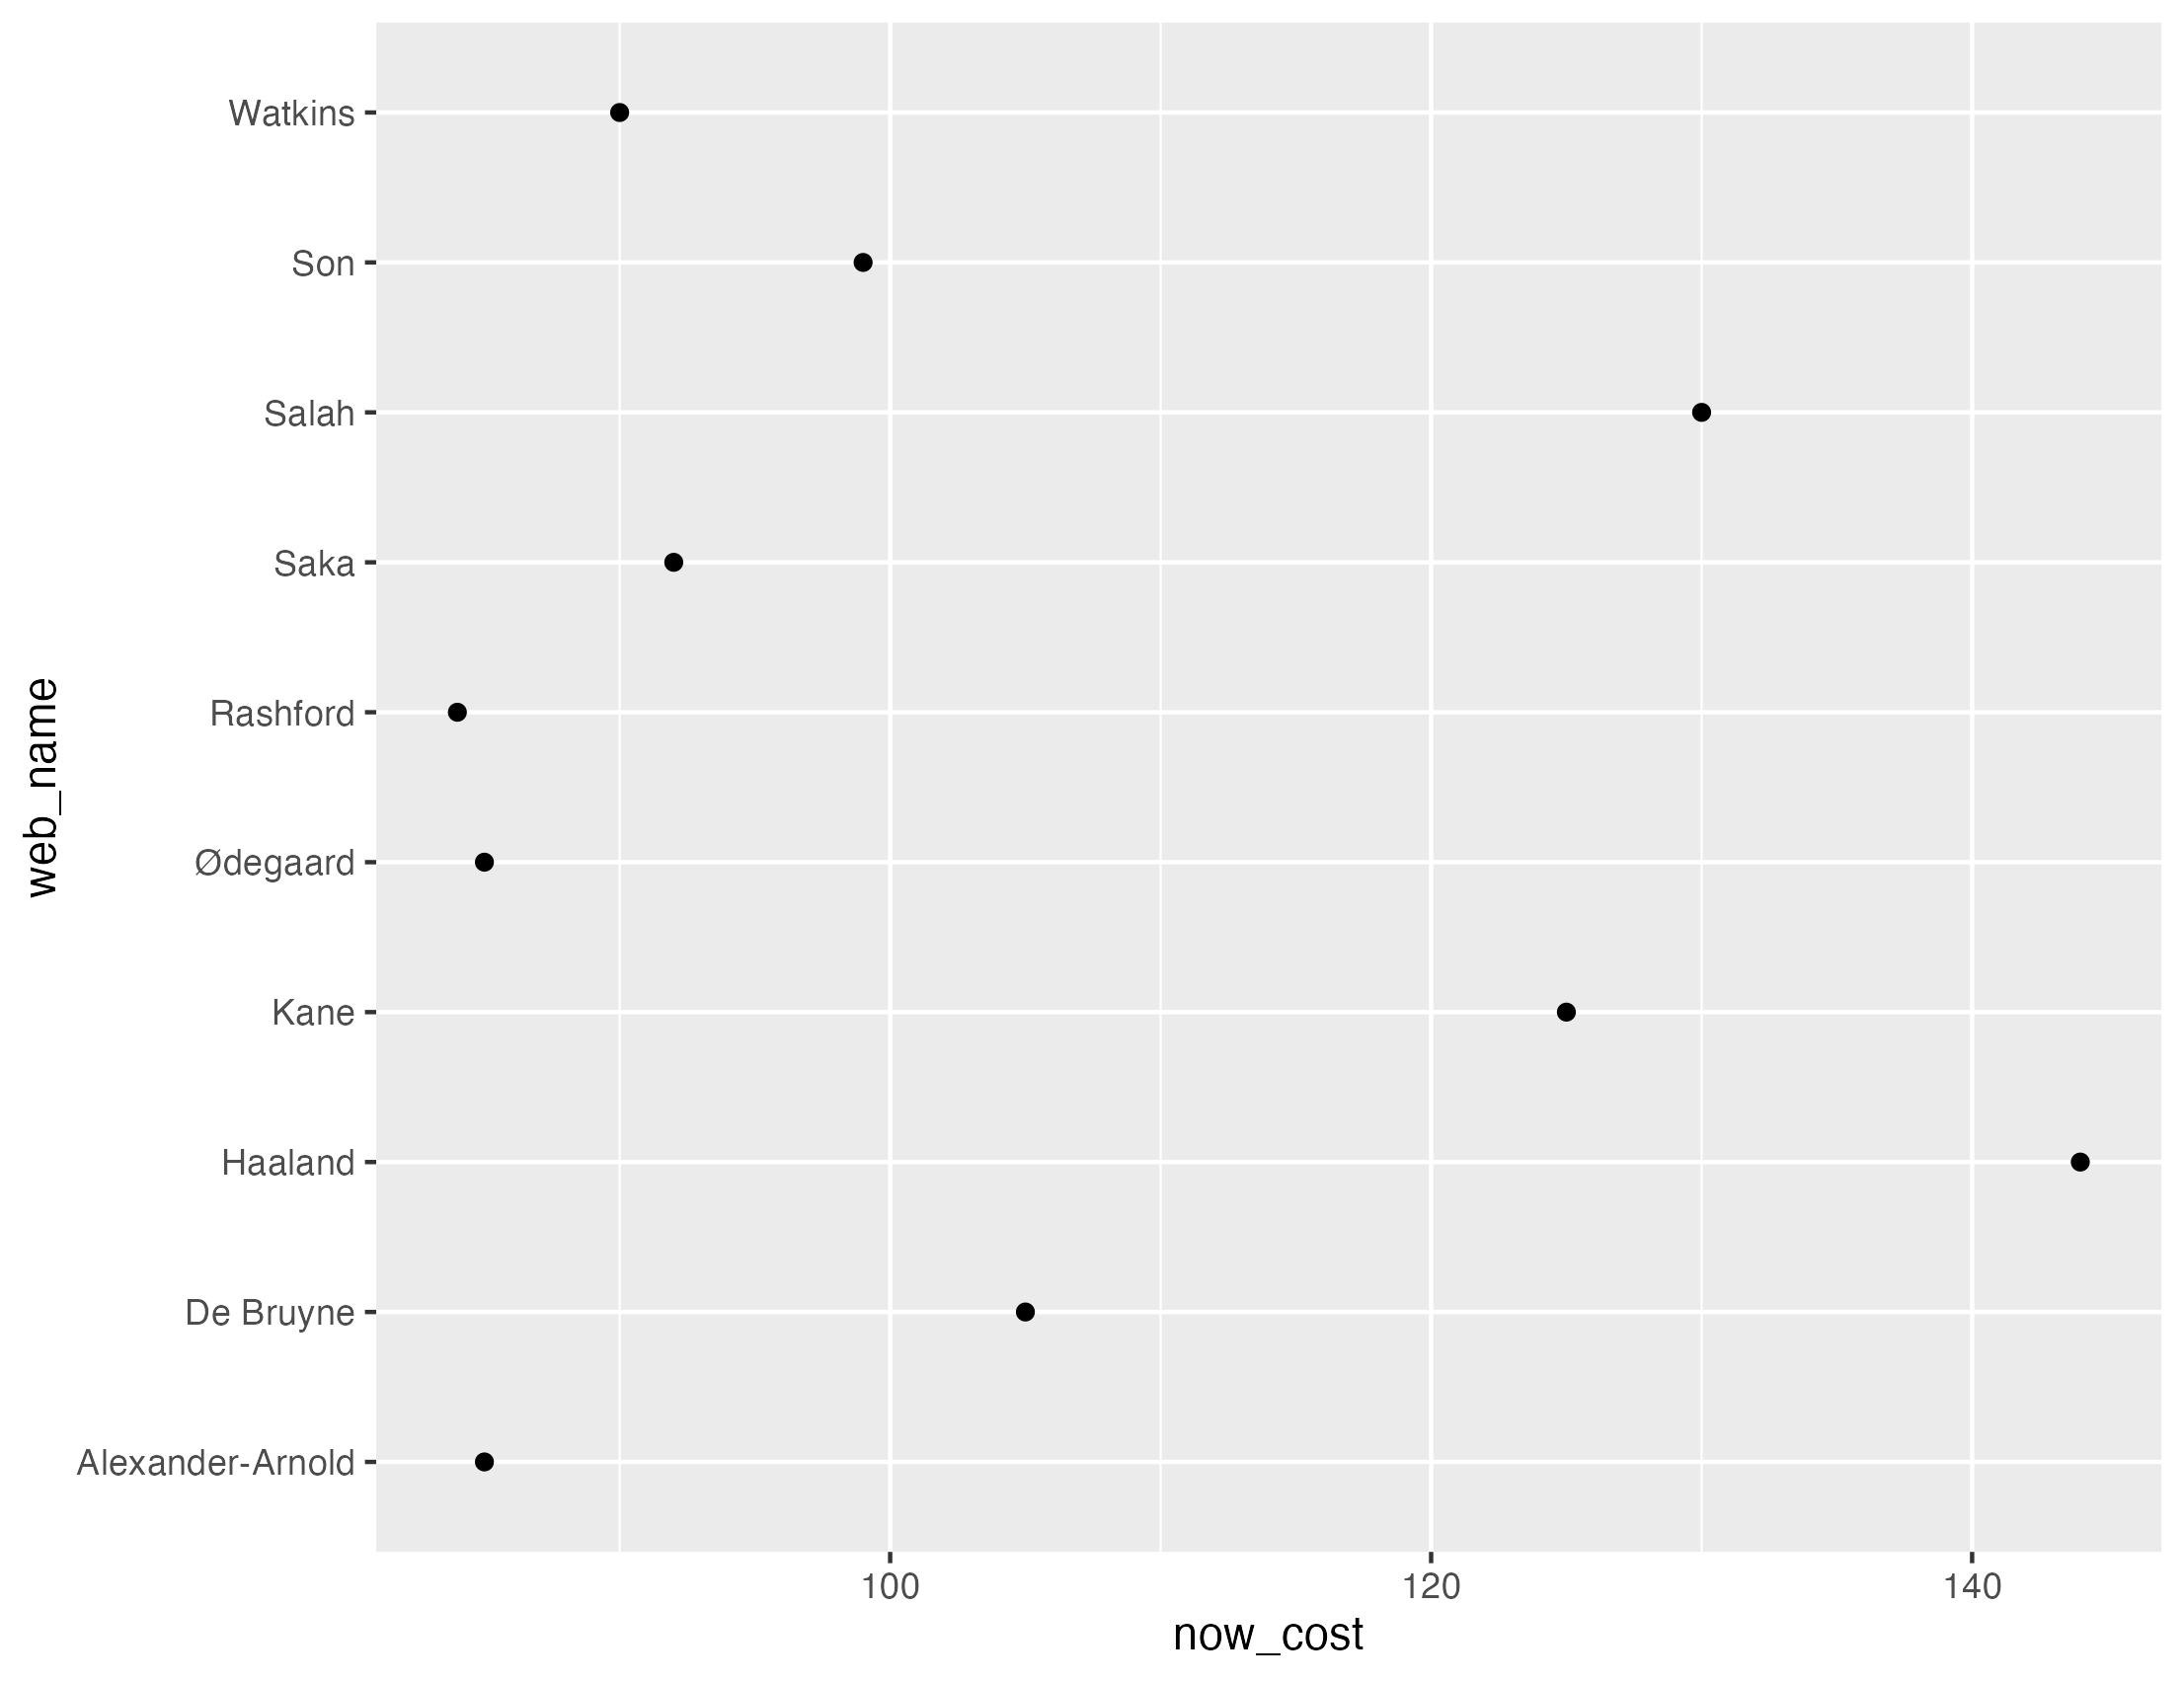 Watkins
Son
Salah
Saka
Rashford
Ødegaard
Kane
Haaland
De Bruyne
Alexander-Arnold
web_name
100 120 140
now_cost